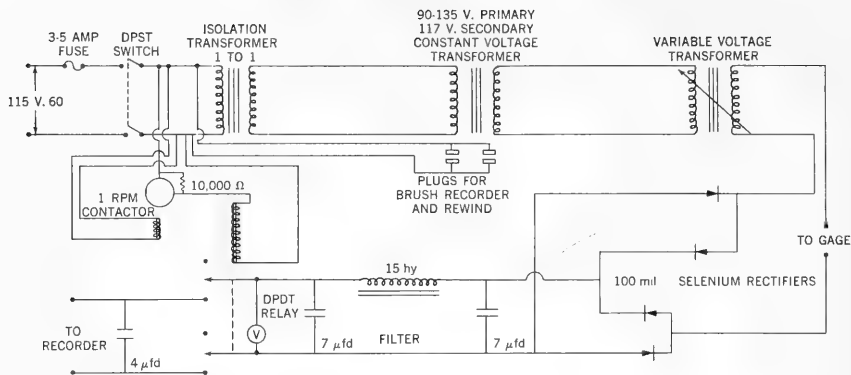 90-135 V. PRIMARY
117 V. SECONDARY
CONSTANT VOLTAGE
TRANSFORMER
ISOLATION
TRANSFORMER
1 TO 1
3-5 AMP
FUSE
DPST
SWITCH
VARIABLE VOLTAGE
TRANSFORMER
115 V. 60
10,000 Ω
1 RPM
CONTACTOR
PLUGS FOR
BRUSH RECORDER
AND REWIND
TO GAGE
15 hy
100 mil
SELENIUM RECTIFIERS
DPDT
RELAY
V
TO
RECORDER
4 μfd
7 μfd
FILTER
7 μfd